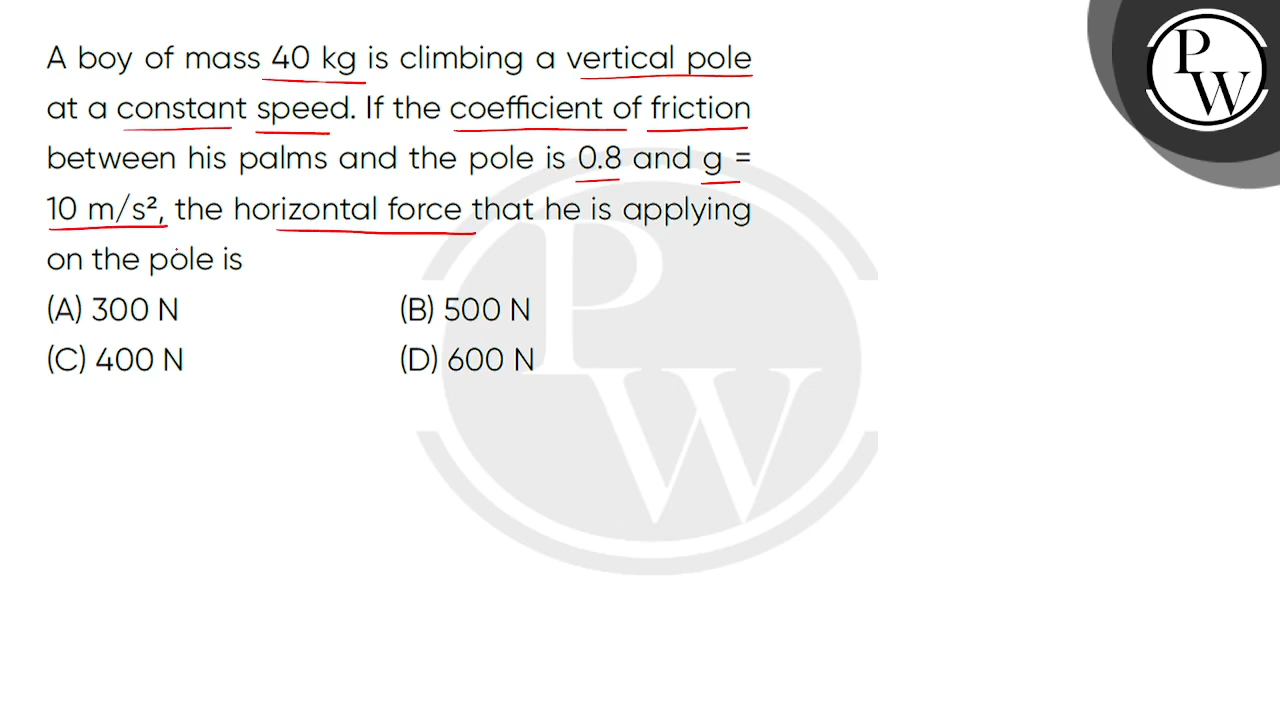 A boy of mass 40 kg is climbing a vertical pole
at a constant speed. If the coefficient of friction
between his palms and the pole is 0.8 and g =
10 m/s², the horizontal force that he is applying
on the pole is
(A) 300 N (B) 500 N
(C) 400 N (D) 600 N
PW
PW